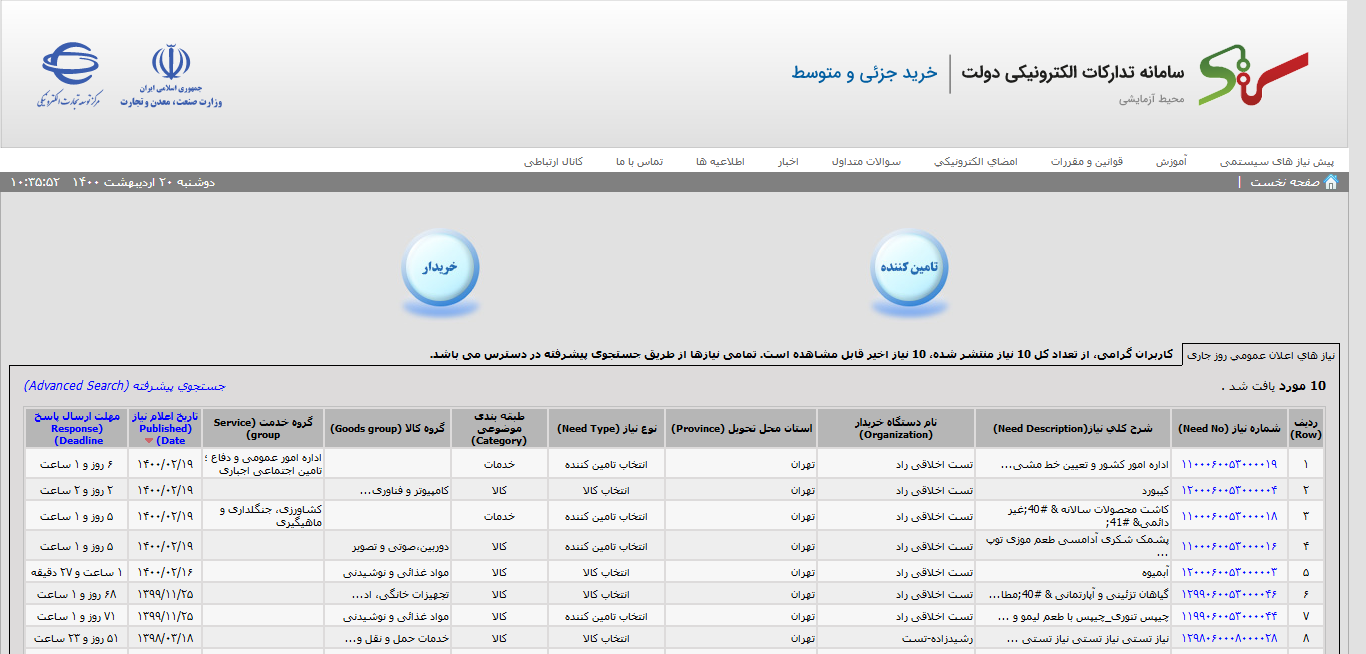 سامانه تدارکات الکترونیکی دولت | خرید جزئی و متوسط
محیط آزمایشی
جمهوری اسلامی ایران
وزارت صنعت، معدن و تجارت
مرکز توسعه تجارت الکترونیکی
پیش نیاز های سیستمی آموزش قوانین و مقررات امضاي الکترونیکي سوالات متداول اخبار اطلاعیه ها تماس با ما کانال ارتباطی
صفحه نخست |
دوشنبه ۲۰ اردیبهشت ۱۴۰۰ ۱۰:۳۵:۵۲
تامین کننده
خریدار
نیاز هاي اعلان عمومي روز جاری
کاربران گرامی، از تعداد کل 10 نیاز منتشر شده، 10 نیاز اخیر قابل مشاهده است. تمامی نیازها از طریق جستجوی پیشرفته در دسترس می باشد.
10 مورد یافت شد .
جستجوي پیشرفته (Advanced Search)
ردیف (Row) شماره نیاز (Need No) شرح کلي نیاز(Need Description) نام دستگاه خریدار (Organization) استان محل تحویل (Province) نوع نیاز (Need Type) طبقه بندی موضوعی (Category) گروه کالا (Goods group) گروه خدمت (Service group) تاریخ اعلام نیاز (Published Date) مهلت ارسال پاسخ (Response Deadline)
۱ ۱۱۰۰۰۶۰۰۵۳۰۰۰۰۱۹ اداره امور کشور و تعیین خط مشی... تست اخلاقی راد تهران انتخاب تامین کننده خدمات اداره امور عمومی و دفاع ؛ تامین اجتماعی اجباری ۱۴۰۰/۰۲/۱۹ ۶ روز و ۱ ساعت
۲ ۱۲۰۰۰۶۰۰۵۳۰۰۰۰۰۴ کیبورد تست اخلاقی راد تهران انتخاب کالا کالا کامپیوتر و فناوری... ۱۴۰۰/۰۲/۱۹ ۲ روز و ۲ ساعت
۳ ۱۱۰۰۰۶۰۰۵۳۰۰۰۰۱۸ کاشت محصولات سالانه & #40;غیر دائمی& #41; تست اخلاقی راد تهران انتخاب تامین کننده خدمات کشاورزی، جنگلداری و ماهیگیری ۱۴۰۰/۰۲/۱۹ ۵ روز و ۱ ساعت
۴ ۱۱۰۰۰۶۰۰۵۳۰۰۰۰۱۶ پشمک شکری آدامسی طعم موزی توپ ... تست اخلاقی راد تهران انتخاب تامین کننده کالا دوربین،صوتی و تصویر ۱۴۰۰/۰۲/۱۹ ۵ روز و ۱ ساعت
۵ ۱۲۰۰۰۶۰۰۵۳۰۰۰۰۰۳ آبمیوه تست اخلاقی راد تهران انتخاب کالا کالا مواد غذائی و نوشیدنی ۱۴۰۰/۰۲/۱۶ ۱ ساعت و ۲۷ دقیقه
۶ ۱۲۹۹۰۶۰۰۵۳۰۰۰۰۴۶ گیاهان تزئینی و آپارتمانی & #40;مطا... تست اخلاقی راد تهران انتخاب کالا کالا تجهیزات خانگی، اد... ۱۳۹۹/۱۱/۲۵ ۶۸ روز و ۱ ساعت
۷ ۱۱۹۹۰۶۰۰۵۳۰۰۰۰۴۴ چیپس تنوری_چیپس با طعم لیمو و ... تست اخلاقی راد تهران انتخاب تامین کننده کالا مواد غذائی و نوشیدنی ۱۳۹۹/۱۱/۲۵ ۷۱ روز و ۱ ساعت
۸ ۱۲۹۸۰۶۰۰۰۸۰۰۰۰۲۸ نیاز تستی نیاز تستی نیاز تستی ... رشیدزاده-تست تهران انتخاب کالا کالا خدمات حمل و نقل و... ۱۳۹۸/۰۳/۱۸ ۵۱ روز و ۲۳ ساعت